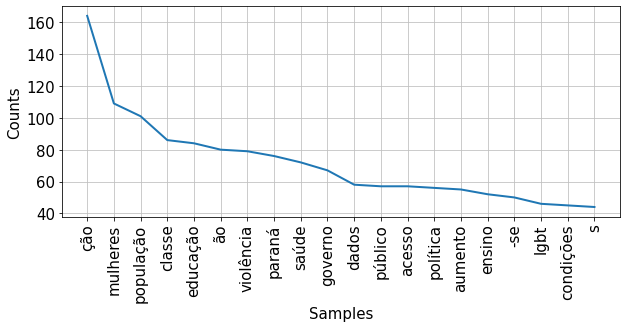 160
140
120
100
80
60
40
Counts
ção
mulheres
população
classe
educação
ão
violência
paraná
saúde
governo
dados
público
acesso
política
aumento
ensino
-se
lgbt
condições
s
Samples